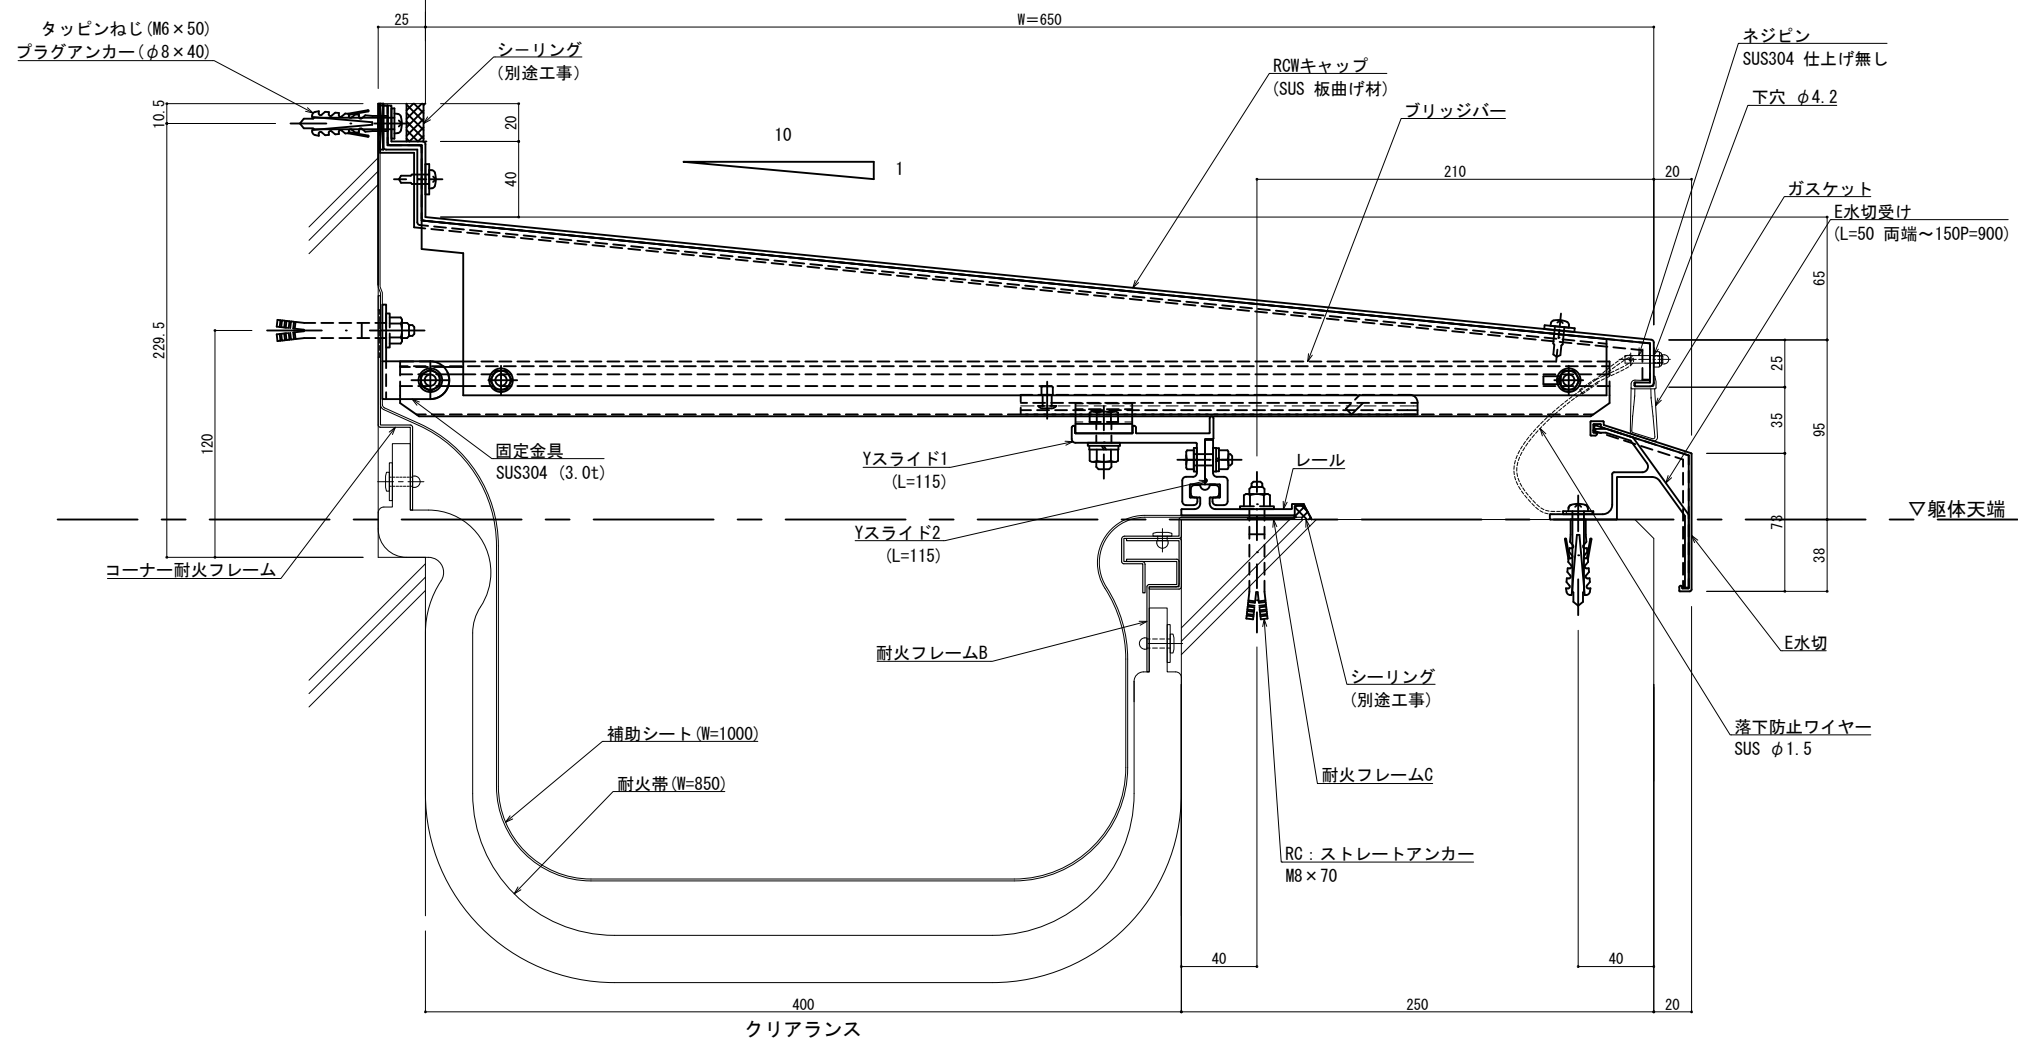 タッピンねじ(M6×50)
プラグアンカー(φ8×40)
25
W=650
シーリング
(別途工事)
RCWキャップ
(SUS 板曲げ材)
ブリッジバー
ネジピン
SUS304 仕上げ無し
下穴 φ4.2
ガスケット
E水切受け
(L=50 両端～150P=900)
10.5
20
40
10
1
210
20
65
229.5
120
25
35
95
73
38
固定金具
SUS304 (3.0t)
Yスライド1
(L=115)
レール
Yスライド2
(L=115)
▽躯体天端
コーナー耐火フレーム
耐火フレームB
シーリング
(別途工事)
E水切
落下防止ワイヤー
SUS φ1.5
補助シート(W=1000)
耐火帯(W=850)
耐火フレームC
RC：ストレートアンカー
M8×70
40
40
400
250
20
クリアランス